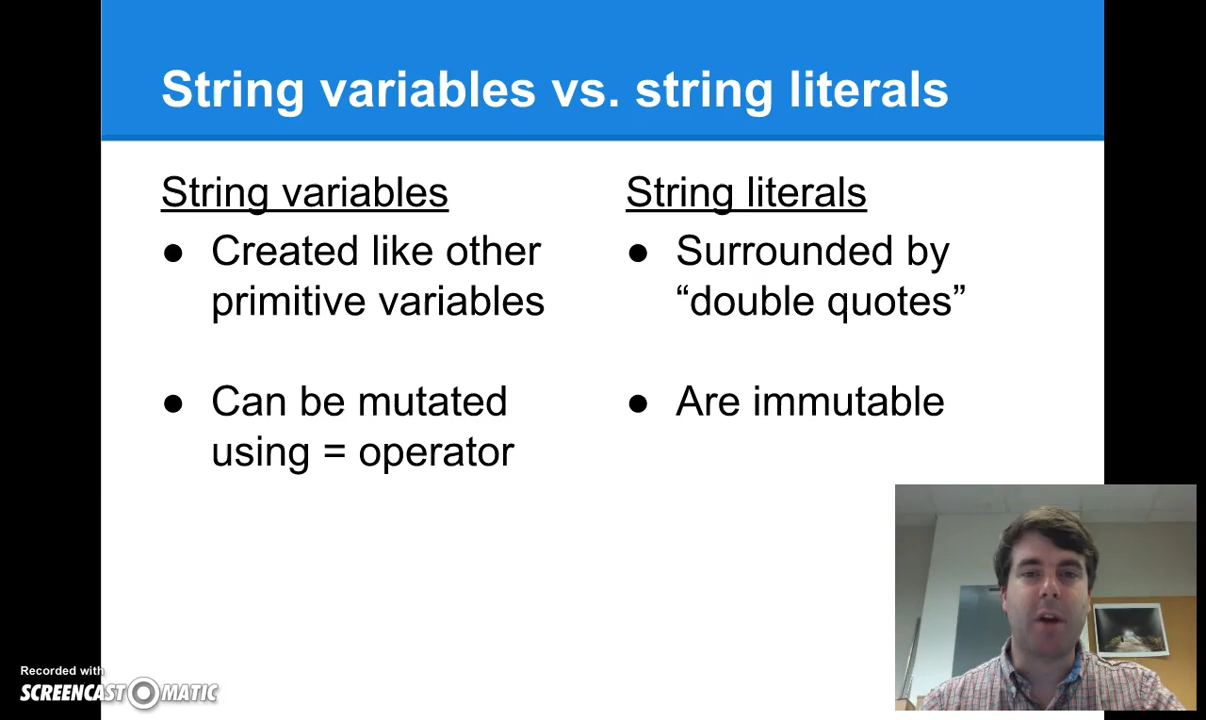 String variables vs. string literals
String variables
● Created like other
primitive variables
● Can be mutated
using = operator
String literals
● Surrounded by
“double quotes”
● Are immutable
Recorded with
SCREENCAST MATIC